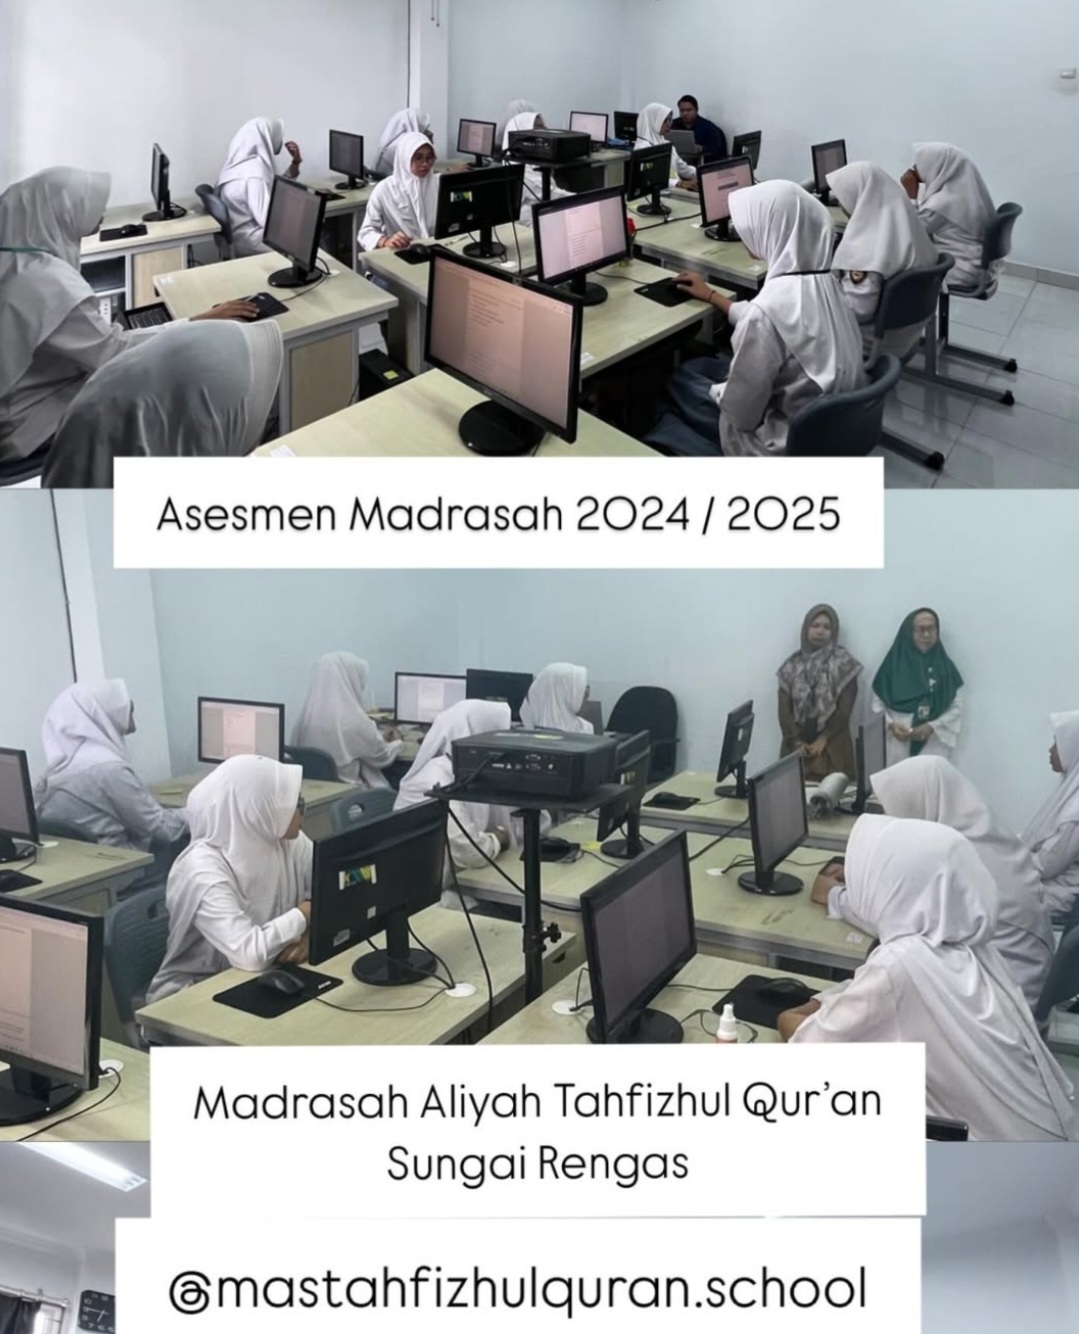 Asesmen Madrasah 2024 / 2025
Madrasah Aliyah Tahfizhul Qur'an
Sungai Rengas
@mastahfizhulquran.school